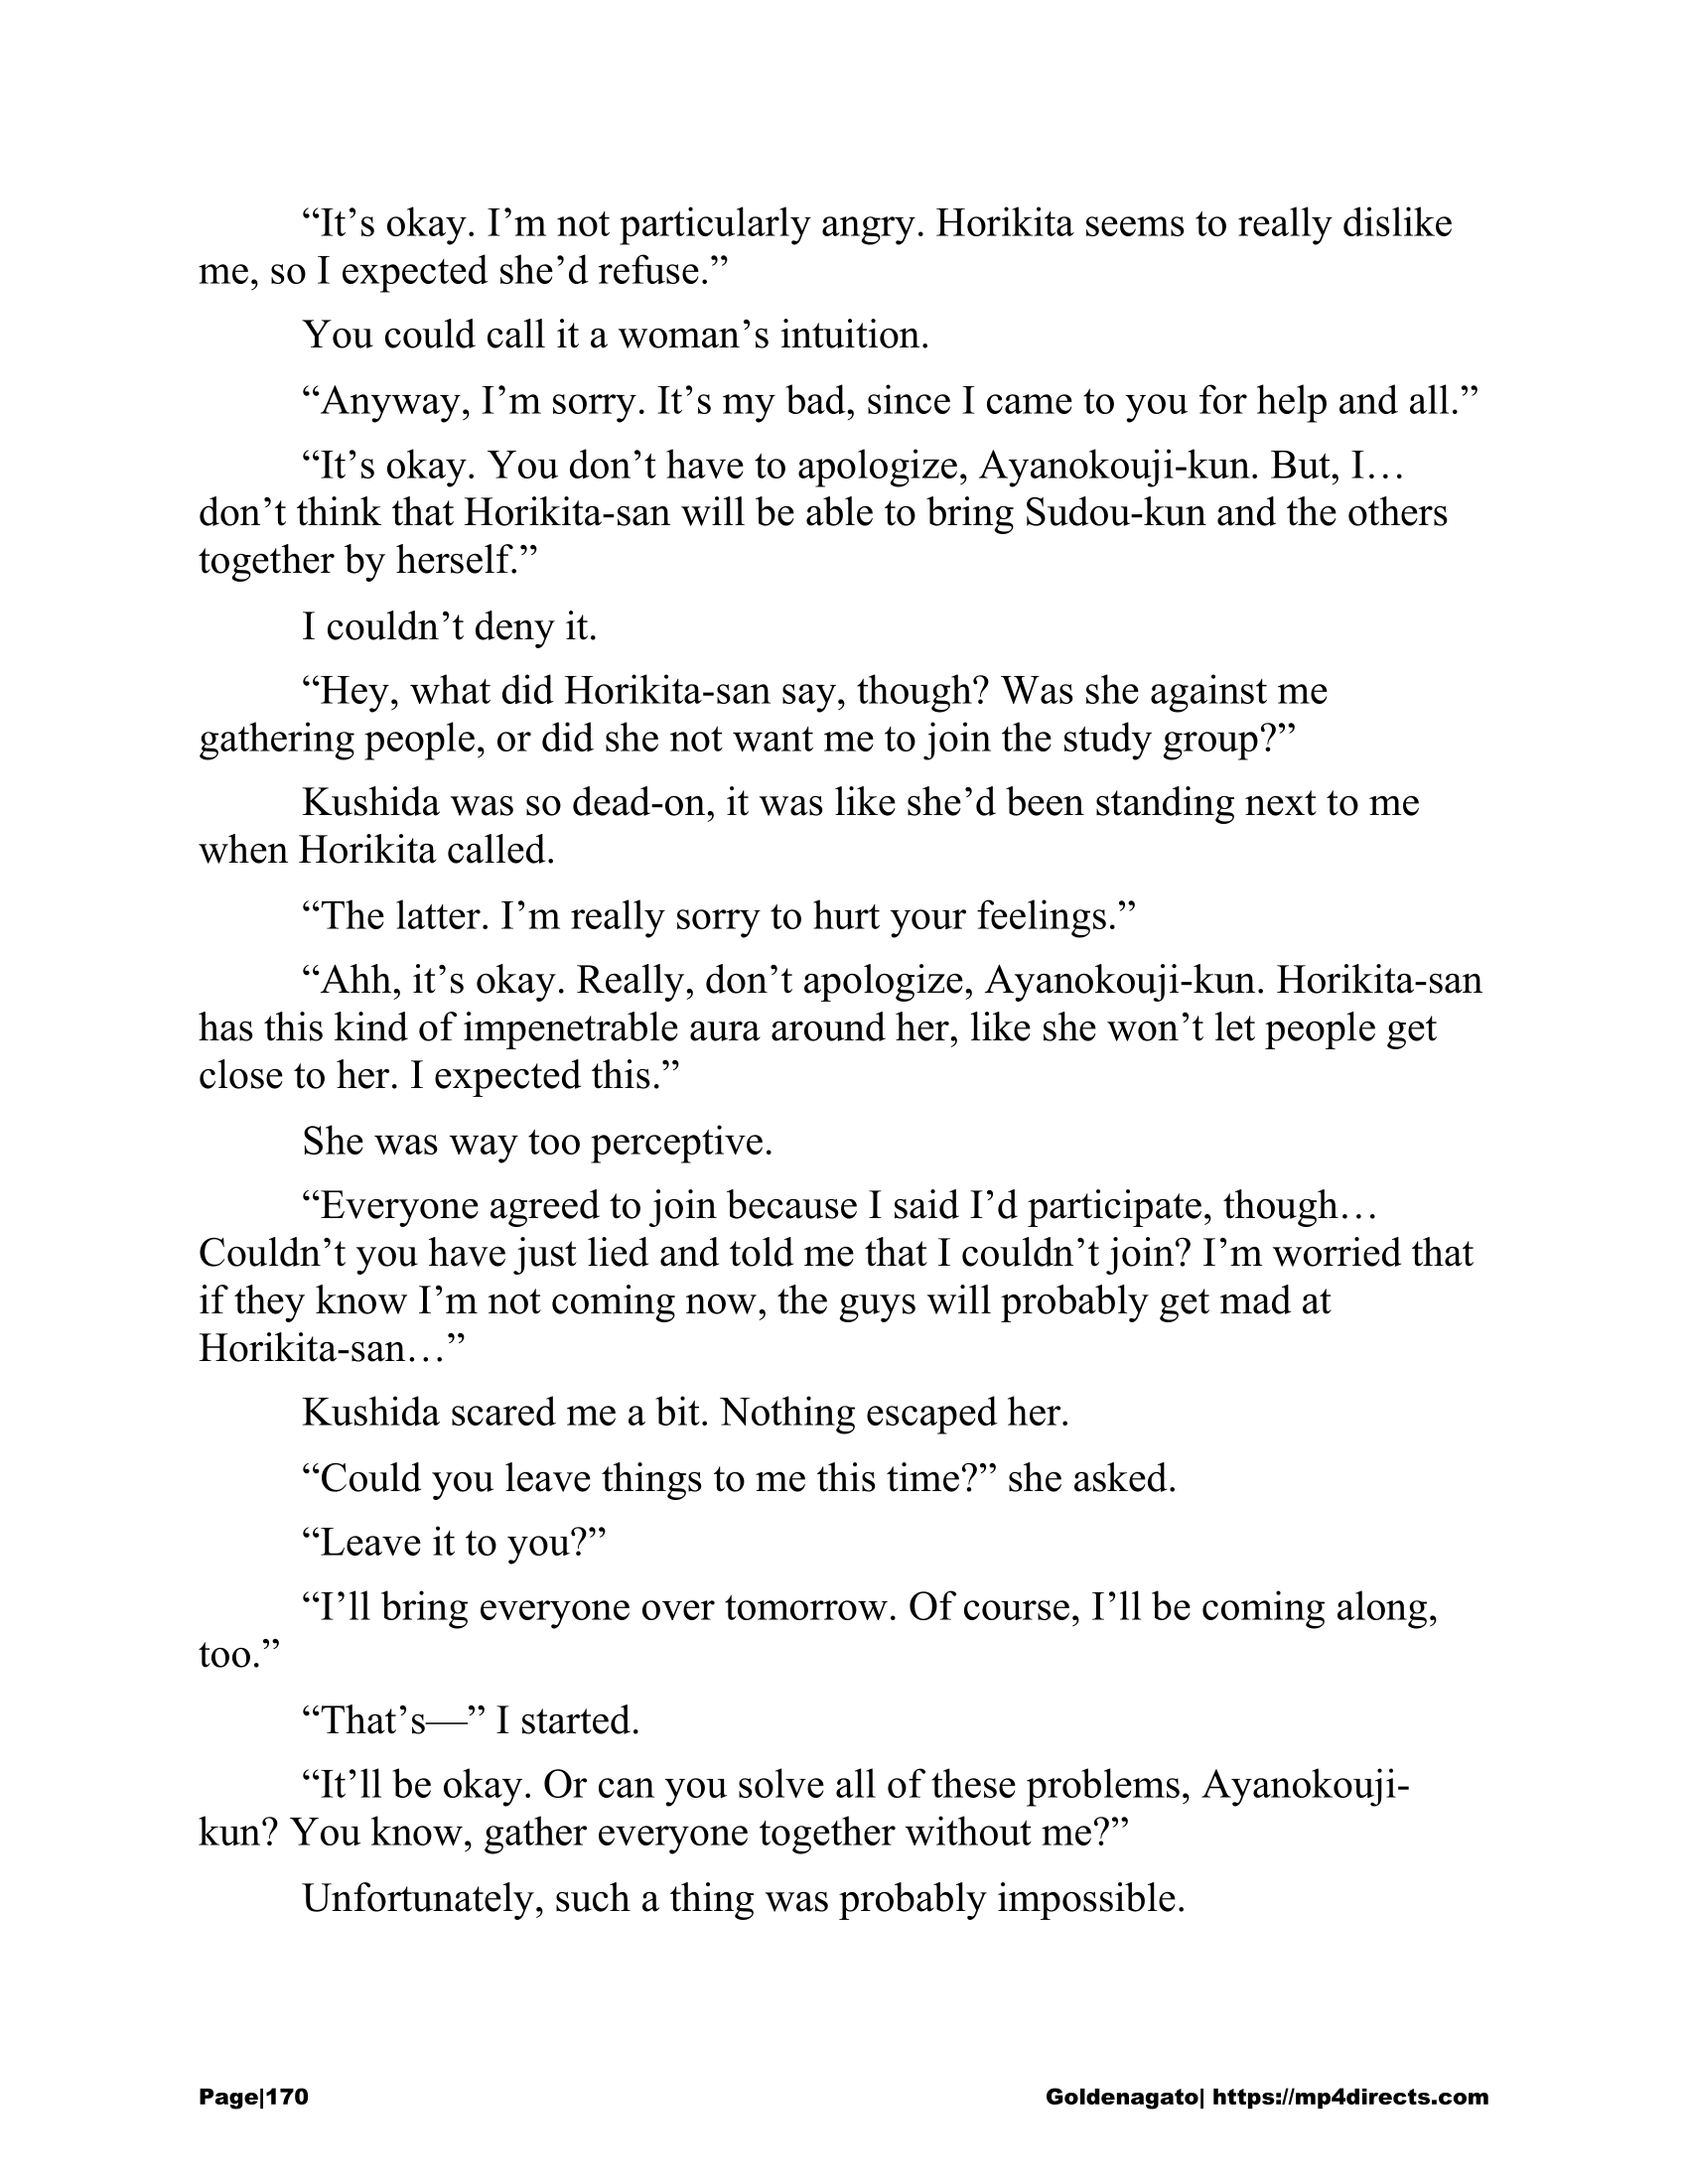 “It’s okay. I’m not particularly angry. Horikita seems to really dislike
me, so I expected she’d refuse.”
You could call it a woman’s intuition.
“Anyway, I’m sorry. It’s my bad, since I came to you for help and all.”
“It’s okay. You don’t have to apologize, Ayanokouji-kun. But, I…
don’t think that Horikita-san will be able to bring Sudou-kun and the others
together by herself.”
I couldn’t deny it.
“Hey, what did Horikita-san say, though? Was she against me
gathering people, or did she not want me to join the study group?”
Kushida was so dead-on, it was like she’d been standing next to me
when Horikita called.
“The latter. I’m really sorry to hurt your feelings.”
“Ahh, it’s okay. Really, don’t apologize, Ayanokouji-kun. Horikita-san
has this kind of impenetrable aura around her, like she won’t let people get
close to her. I expected this.”
She was way too perceptive.
“Everyone agreed to join because I said I’d participate, though…
Couldn’t you have just lied and told me that I couldn’t join? I’m worried that
if they know I’m not coming now, the guys will probably get mad at
Horikita-san…”
Kushida scared me a bit. Nothing escaped her.
“Could you leave things to me this time?” she asked.
“Leave it to you?”
“I’ll bring everyone over tomorrow. Of course, I’ll be coming along,
too.”
“That’s—” I started.
“It’ll be okay. Or can you solve all of these problems, Ayanokouji-
kun? You know, gather everyone together without me?”
Unfortunately, such a thing was probably impossible.
Page|170 Goldenagato| https://mp4directs.com